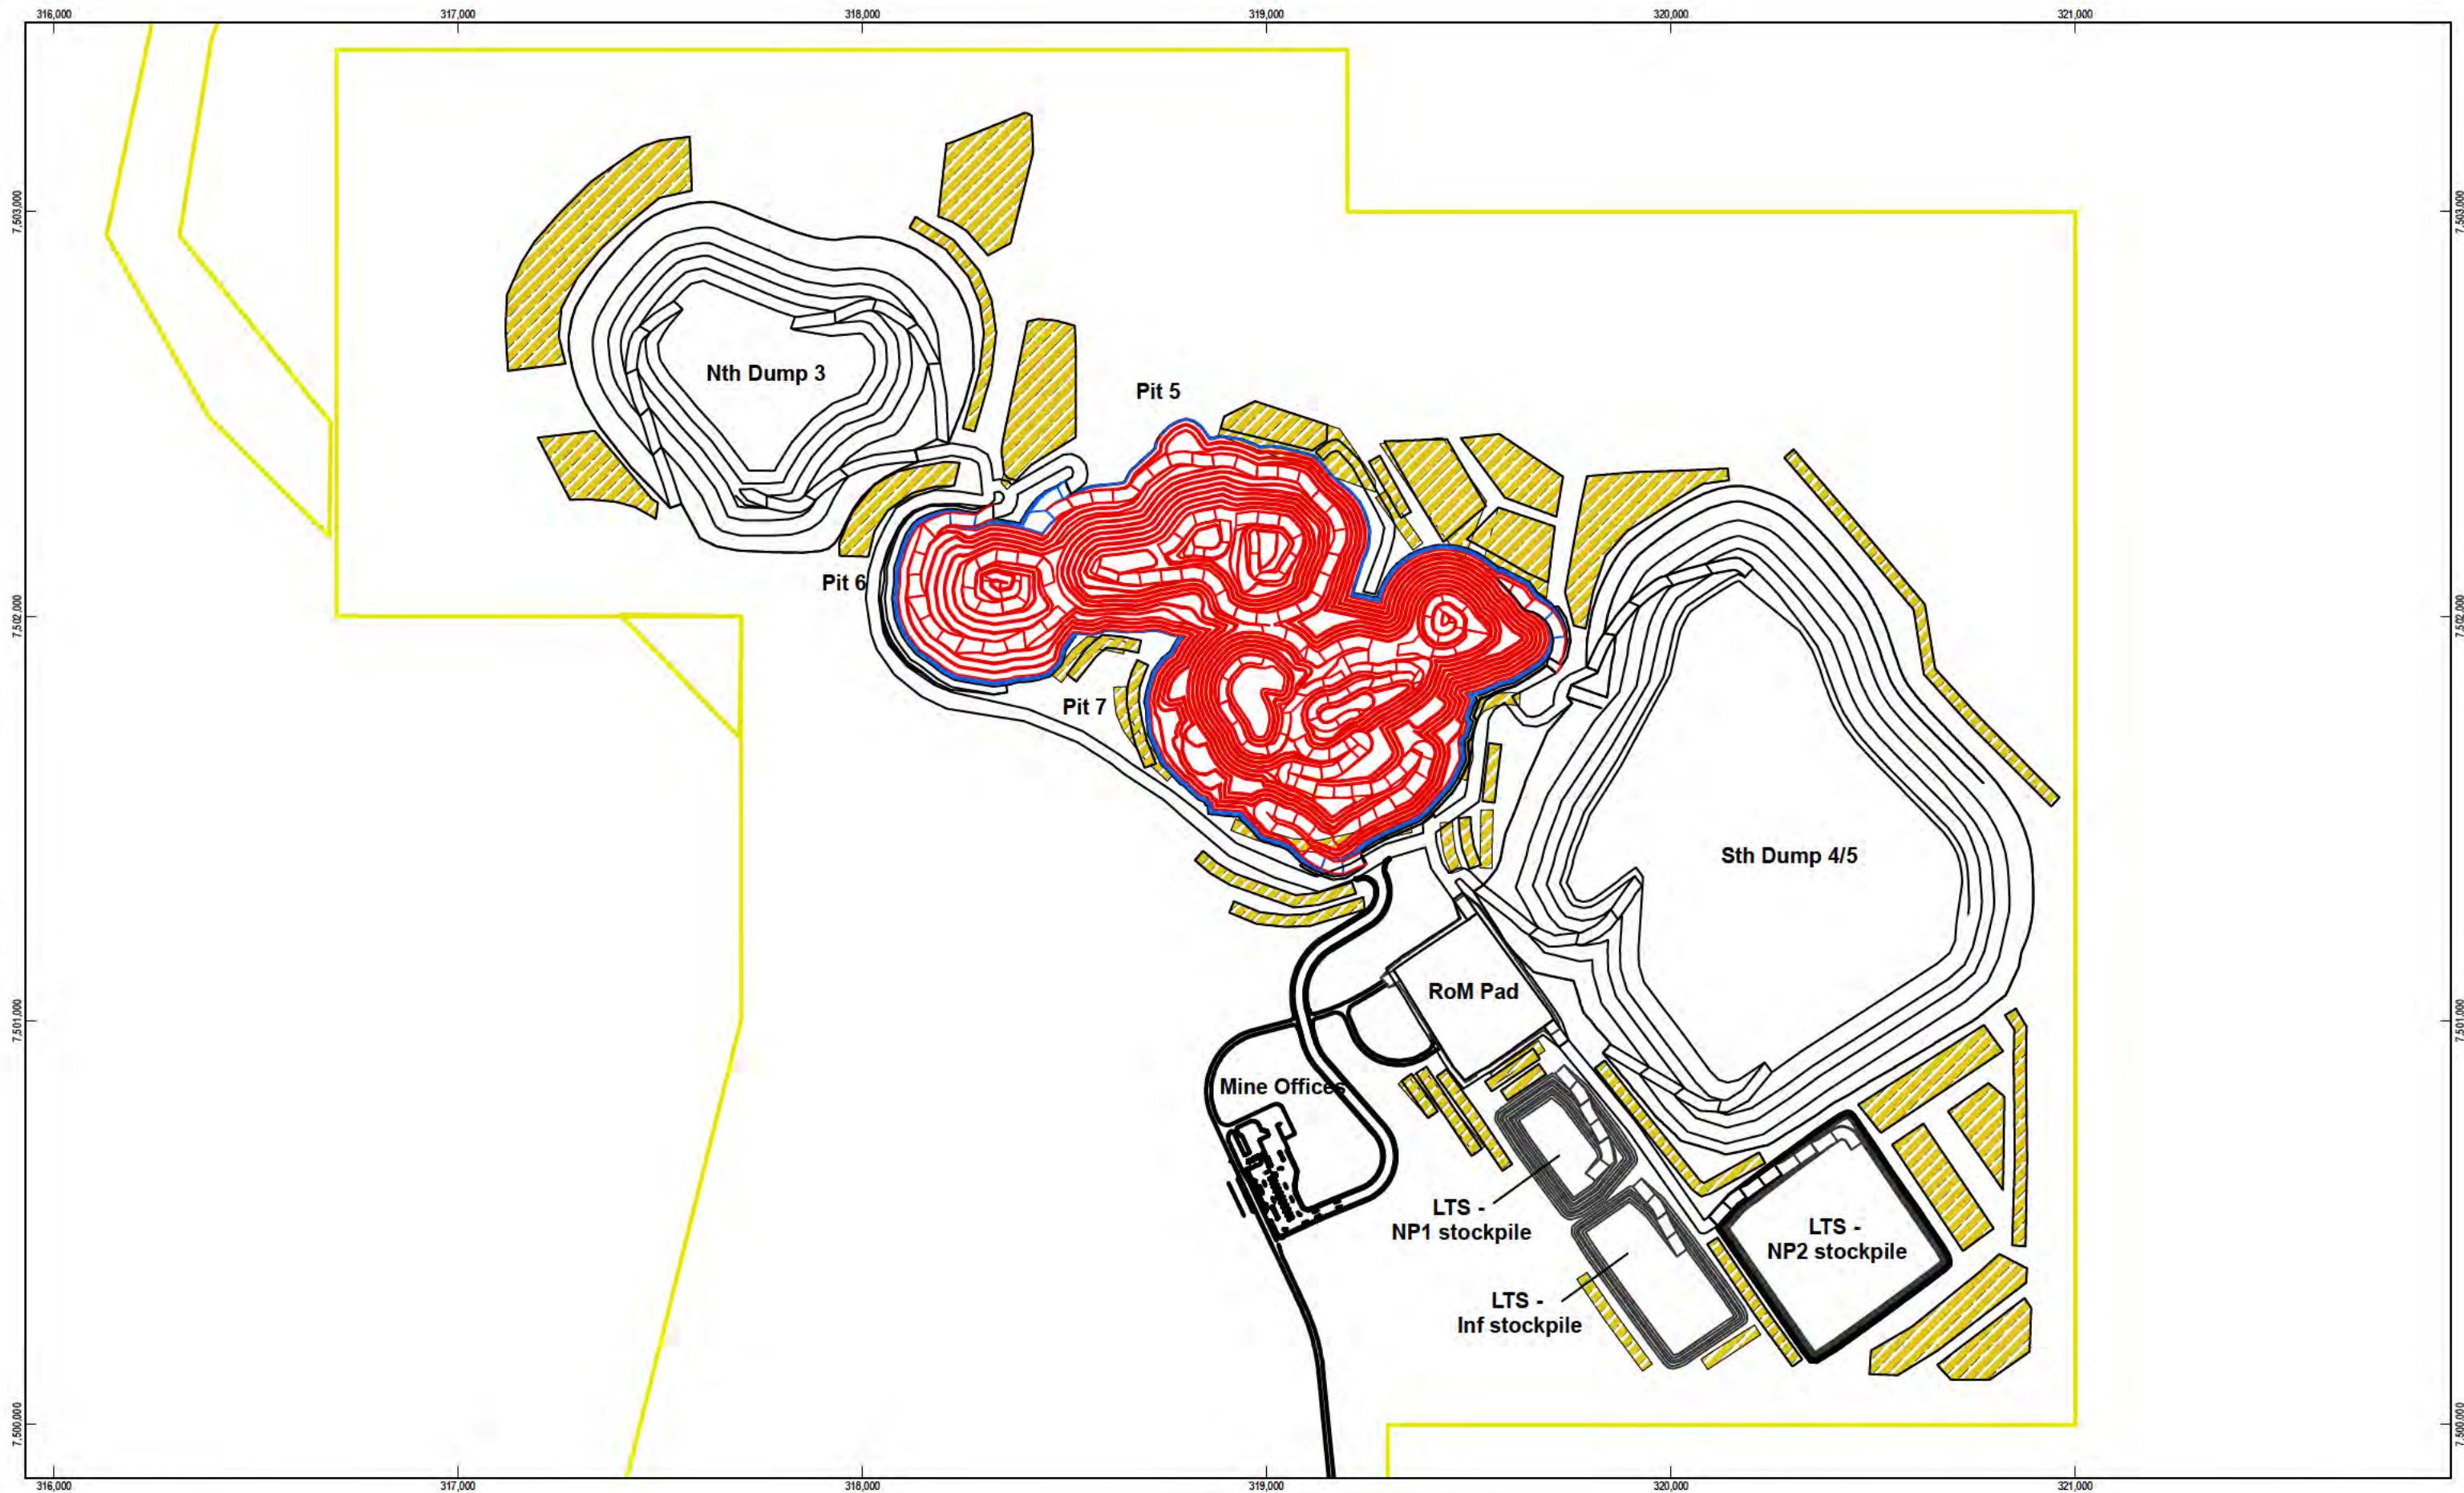 316,000
317,000
318,000
319,000
320,000
321,000
7,503,000
7,503,000
Nth Dump 3
Pit 5
Pit 6
7,502,000
7,502,000
Pit 7
Sth Dump 4/5
RoM Pad
7,501,000
7,501,000
Mine Offices
LTS -
NP1 stockpile
LTS -
NP2 stockpile
LTS -
Inf stockpile
7,500,000
7,500,000
316,000
317,000
318,000
319,000
320,000
321,000